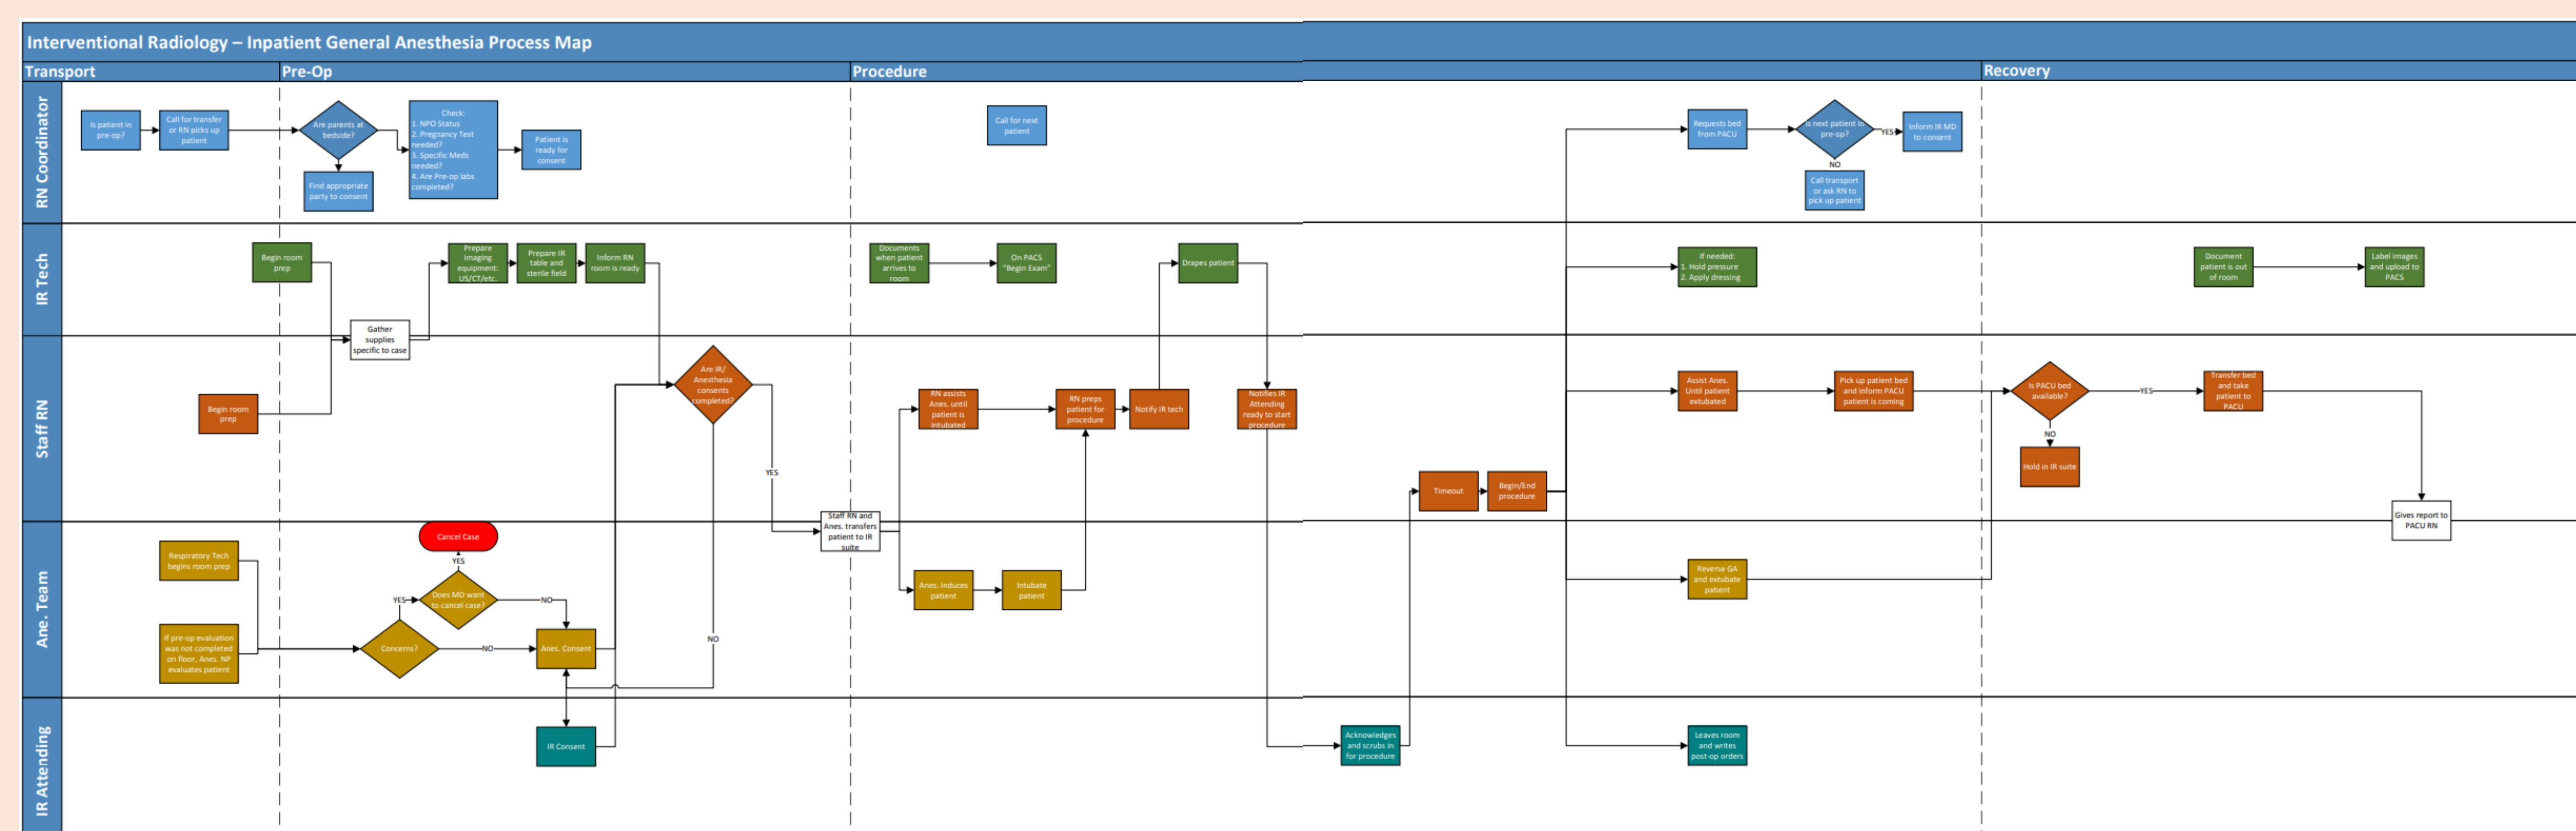 Interventional Radiology – Inpatient General Anesthesia Process Map
Transport
Pre-Op
Procedure
Recovery
RN Coordinator
Is patient in
pre-op?
Call for transfer
or RN picks up
patient
Are parents at
bedside?
Find appropriate
party to consent
Check:
1. NPO Status
2. Pregnancy Test
needed?
3. Specific Meds
needed?
4. Are Pre-op labs
completed?
Patient is
ready for
consent
Call for next
patient
Requests bed
from PACU
Is next patient in
pre-op?
YES
Inform IR MD
to consent
NO
Call transport
or ask RN to
pick up patient
IR Tech
Begin room
prep
Gather
supplies
specific to case
Prepare
imaging
equipment:
US/CT/etc.
Prepare IR
table and
sterile field
Inform RN
room is ready
Documents
when patient
arrives to
room
On PACS
"Begin Exam"
Drapes patient
If needed:
1. Hold pressure
2. Apply dressing
Document
patient is out
of room
Label images
and upload to
PACS
Staff RN
Begin room
prep
Are IR/
Anesthesia
consents
completed?
YES
NO
Staff RN and
Anes. transfers
patient to IR
suite
RN assists
Anes. until
patient is
intubated
RN preps
patient for
procedure
Notify IR tech
Notifies IR
Attending
ready to start
procedure
Timeout
Begin/End
procedure
Assist Anes.
Until patient
extubated
Pick up patient
bed and inform PACU
patient is coming
Is PACU bed
available?
YES
Transfer bed
and take
patient to
PACU
NO
Hold in IR suite
Gives report to
PACU RN
Ane. Team
Respiratory Tech
begins room prep
If pre-op evaluation
was not completed
on floor, Anes. NP
evaluates patient
Concerns?
YES
Does MD want
to cancel case?
YES
Cancel Case
NO
NO
Anes. Consent
Anes. Induces
patient
Intubate
patient
Reverse GA
and extubate
patient
IR Attending
IR Consent
Acknowledges
and scrubs in
for procedure
Leaves room
and writes
post-op orders